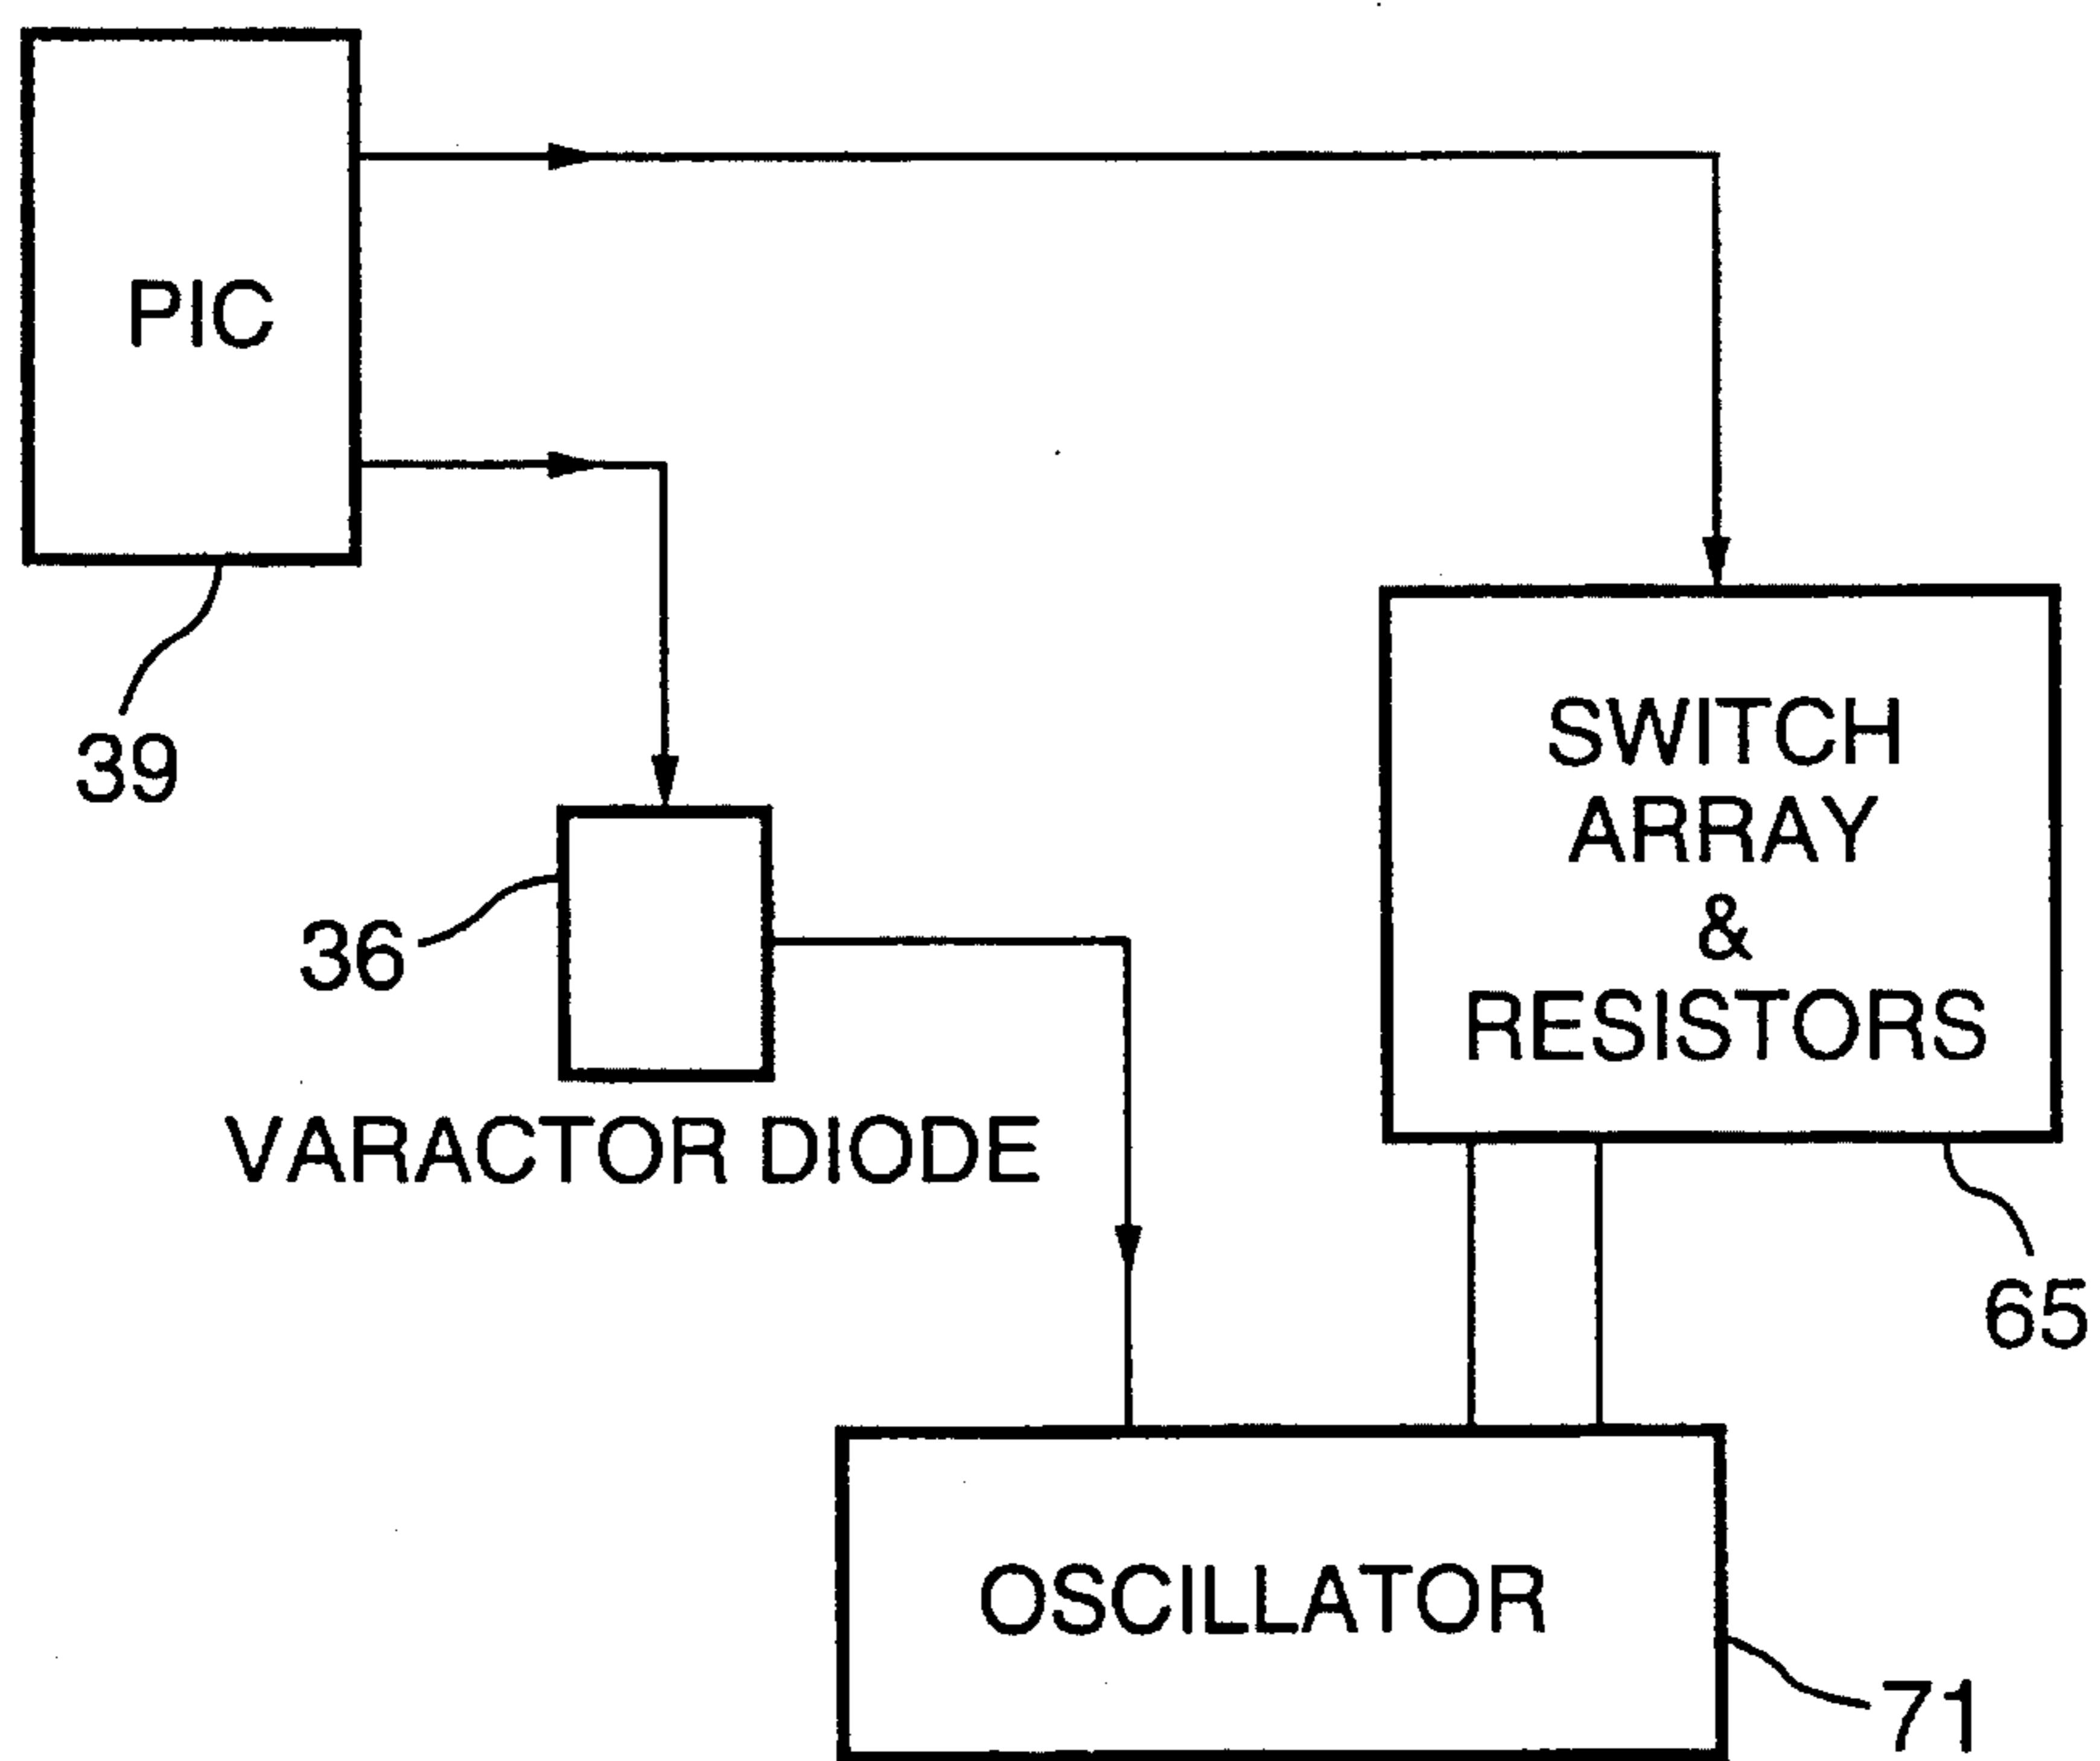 PIC
39
SWITCH
ARRAY
&
RESISTORS
36
VARACTOR DIODE
65
OSCILLATOR
71